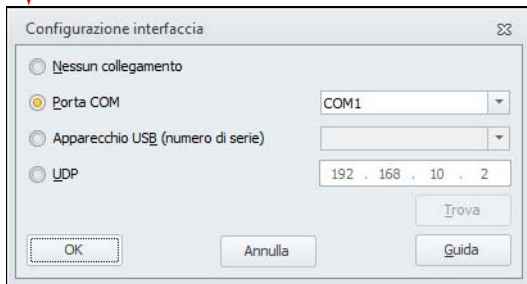 Configurazione interfaccia
Nessun collegamento
Porta COM COM1
Apparecchio USB (numero di serie)
UDP 192 . 168 . 10 . 2
Trova
OK Annulla Guida